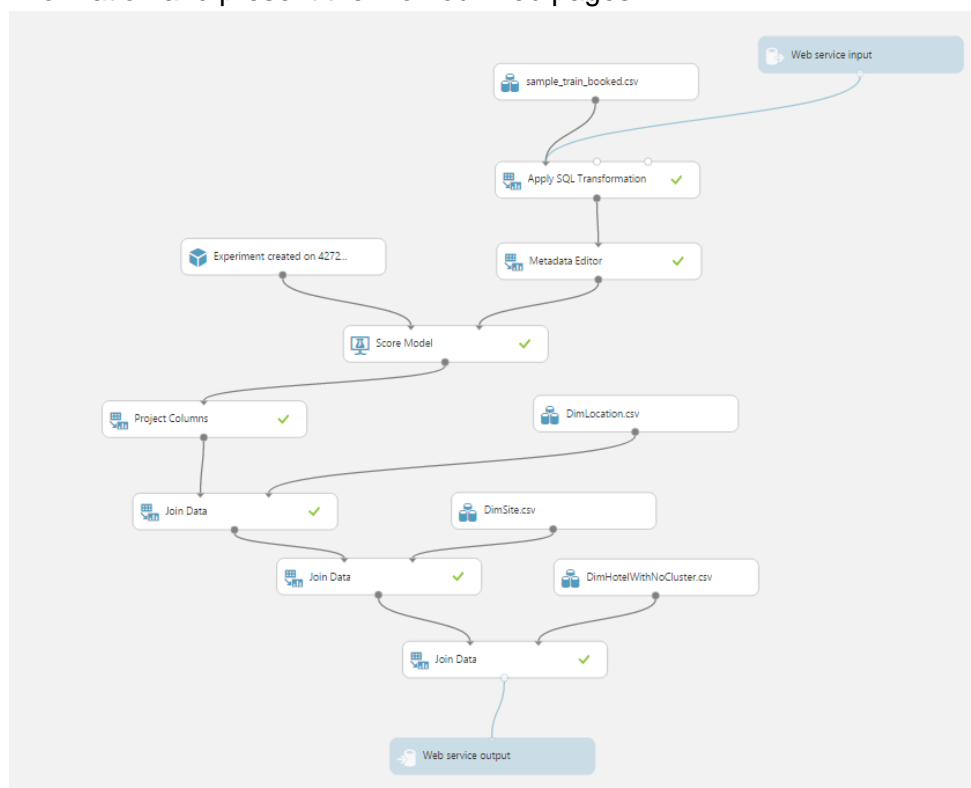 Web service input
sample_train_booked.csv
Apply SQL Transformation
Experiment created on 4272...
Metadata Editor
Score Model
Project Columns
DimLocation.csv
Join Data
DimSite.csv
Join Data
DimHotelWithNoCluster.csv
Join Data
Web service output